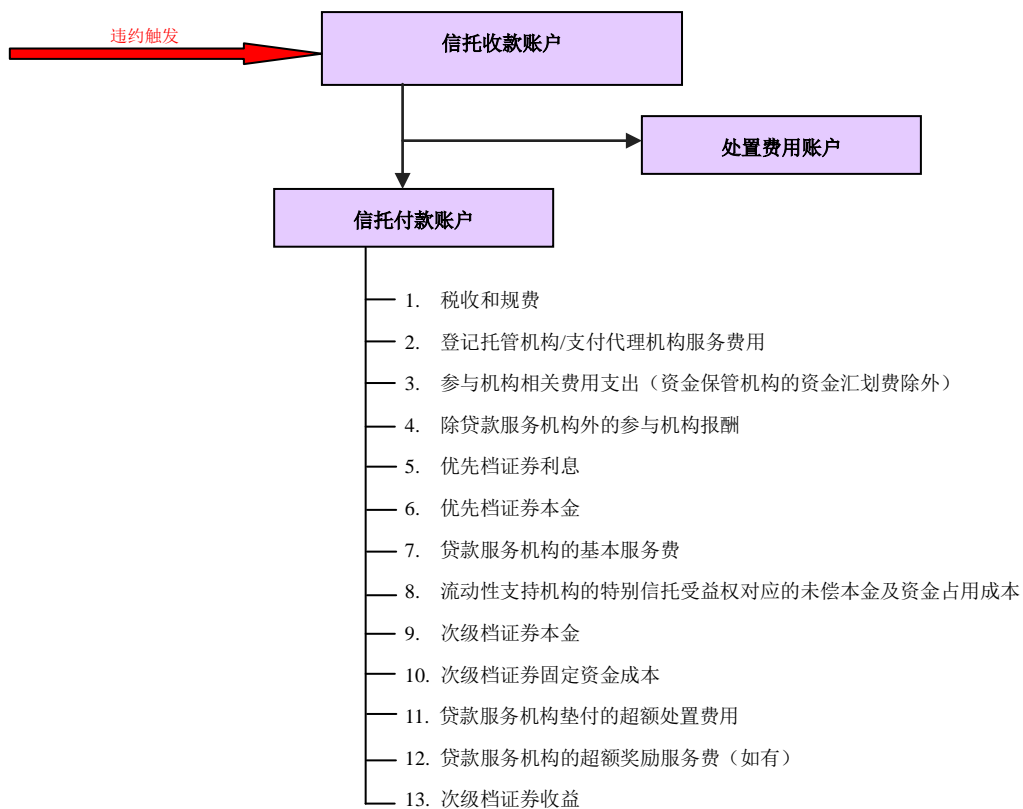 违约触发
信托收款账户
处置费用账户
信托付款账户
1. 税收和规费
2. 登记托管机构/支付代理机构服务费用
3. 参与机构相关费用支出（资金保管机构的资金汇划费除外）
4. 除贷款服务机构外的参与机构报酬
5. 优先档证券利息
6. 优先档证券本金
7. 贷款服务机构的基本服务费
8. 流动性支持机构的特别信托受益权对应的未偿本金及资金占用成本
9. 次级档证券本金
10. 次级档证券固定资金成本
11. 贷款服务机构垫付的超额处置费用
12. 贷款服务机构的超额奖励服务费（如有）
13. 次级档证券收益